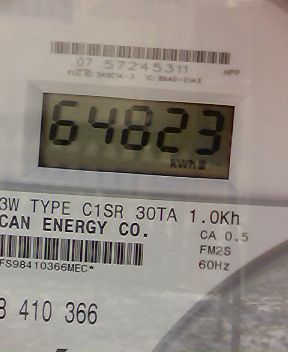 07 57245311
64823
kWh
3W TYPE C1SR 30TA 1.0Kh
CAN ENERGY CO.
CA 0.5
FM2S
60Hz
FS98410366MEC*
8 410 366